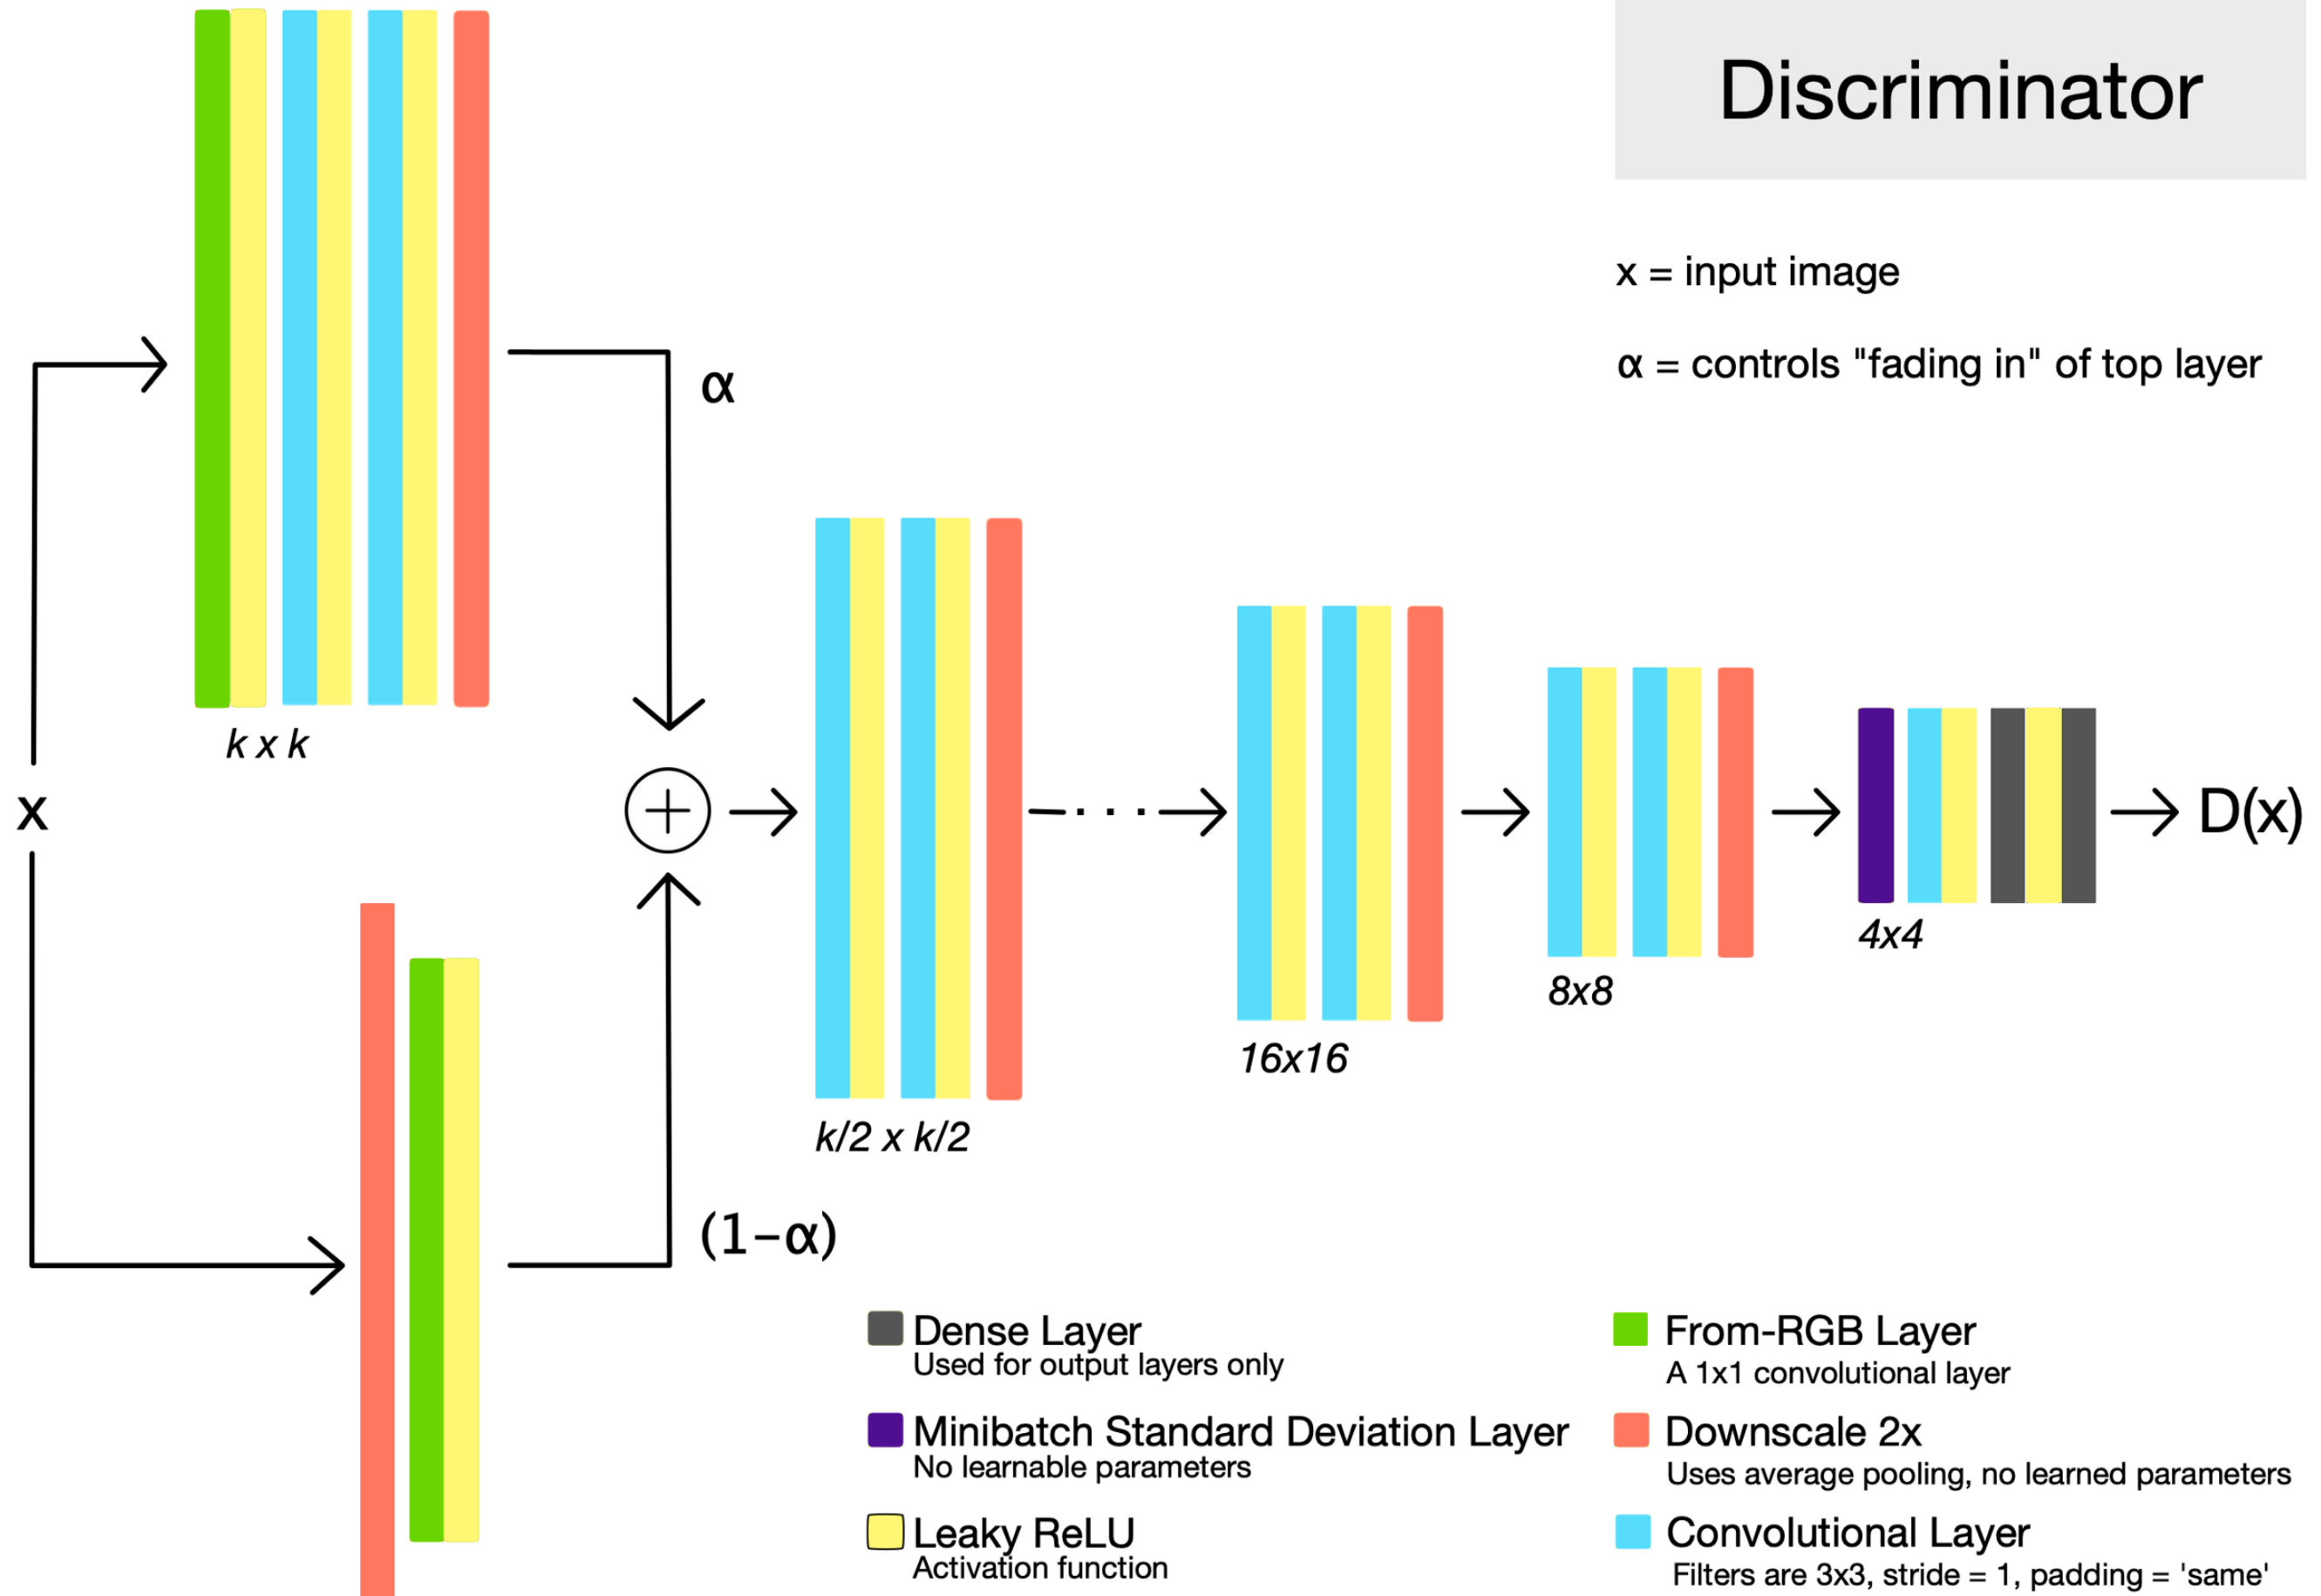 Discriminator
x = input image
α = controls "fading in" of top layer
α
k x k
x
D(x)
4x4
8x8
16x16
k/2 x k/2
(1-α)
Dense Layer
Used for output layers only
Minibatch Standard Deviation Layer
No learnable parameters
Leaky ReLU
Activation function
From-RGB Layer
A 1x1 convolutional layer
Downscale 2x
Uses average pooling, no learned parameters
Convolutional Layer
Filters are 3x3, stride = 1, padding = 'same'